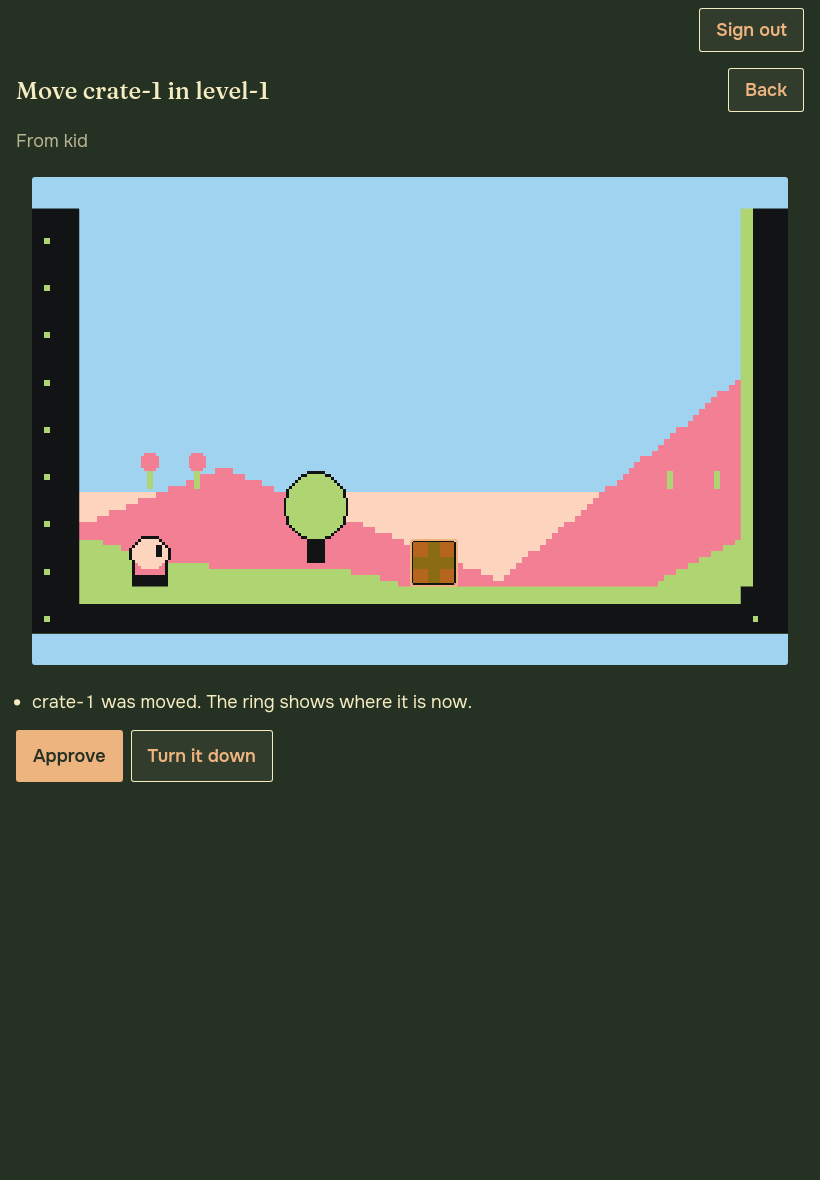 Sign out
Move crate-1 in level-1
Back
From kid
crate-1 was moved. The ring shows where it is now.
Approve
Turn it down